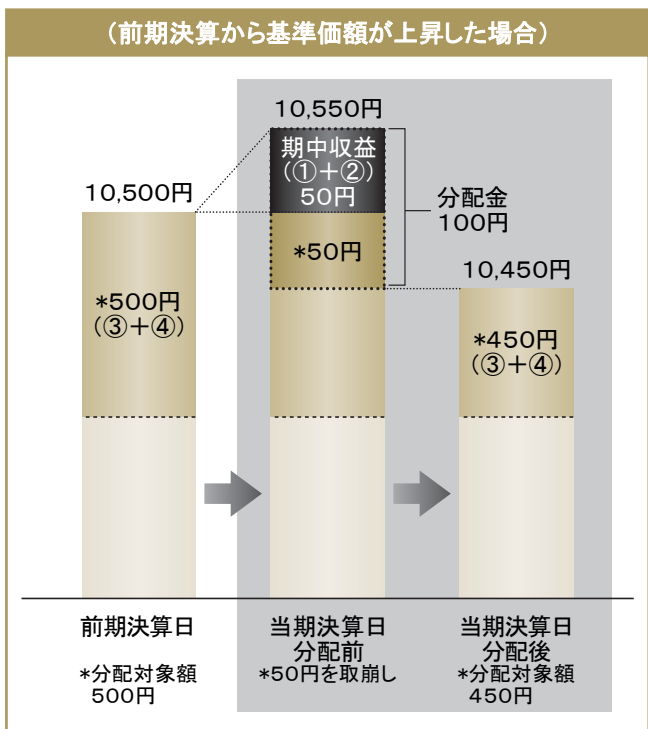 （前期決算から基準価額が上昇した場合）
10,550円
期中収益
（①＋②）
50円
10,500円
分配金
100円
*50円
10,450円
*500円
（③＋④）
*450円
（③＋④）
前期決算日
*分配対象額
500円
当期決算日
分配前
*50円を取崩し
当期決算日
分配後
*分配対象額
450円